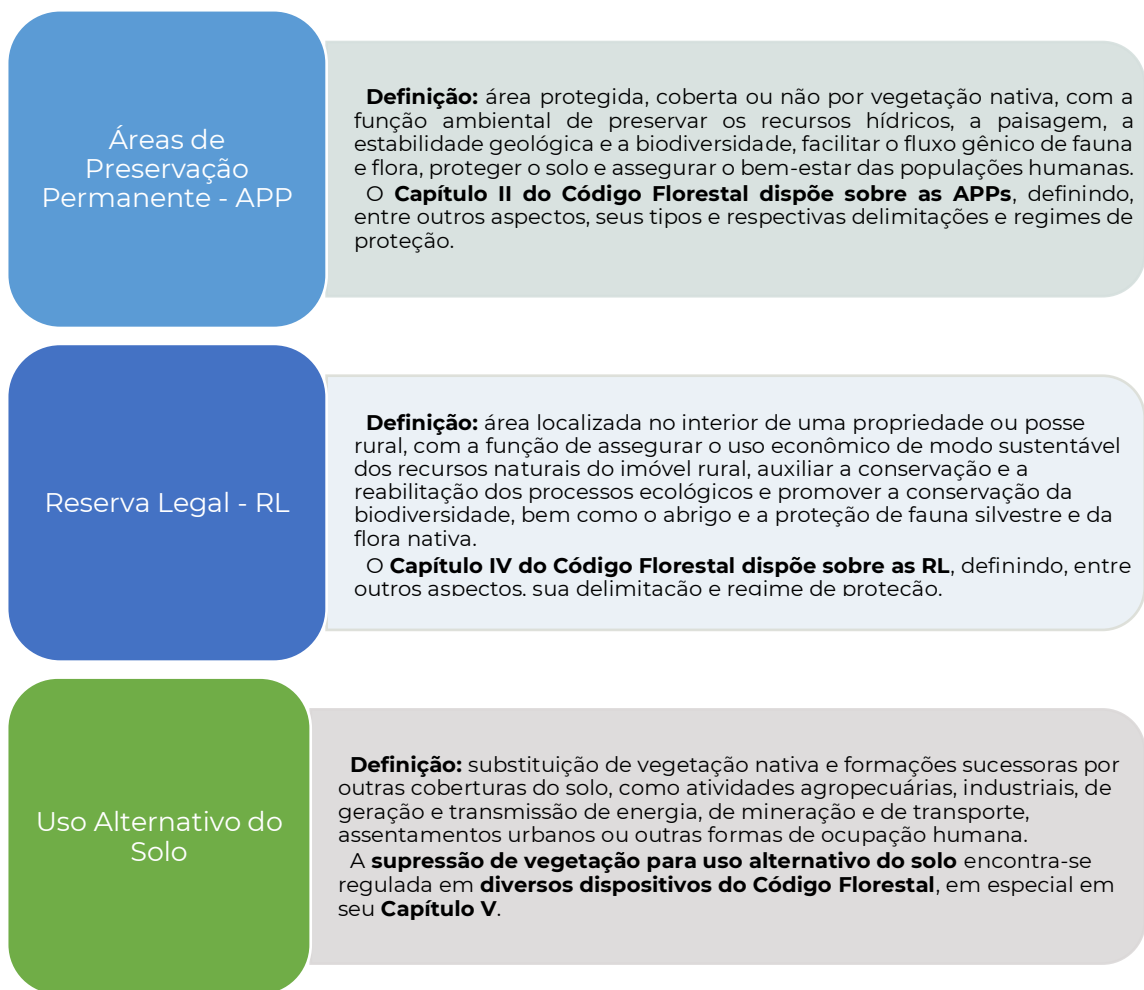 Áreas de
Preservação
Permanente - APP
Definição: área protegida, coberta ou não por vegetação nativa, com a
função ambiental de preservar os recursos hídricos, a paisagem, a
estabilidade geológica e a biodiversidade, facilitar o fluxo gênico de fauna
e flora, proteger o solo e assegurar o bem-estar das populações humanas.
O Capítulo II do Código Florestal dispõe sobre as APPs, definindo,
entre outros aspectos, seus tipos e respectivas delimitações e regimes de
proteção.
Reserva Legal - RL
Definição: área localizada no interior de uma propriedade ou posse
rural, com a função de assegurar o uso econômico de modo sustentável
dos recursos naturais do imóvel rural, auxiliar a conservação e a
reabilitação dos processos ecológicos e promover a conservação da
biodiversidade, bem como o abrigo e a proteção de fauna silvestre e da
flora nativa.
O Capítulo IV do Código Florestal dispõe sobre as RL, definindo, entre
outros aspectos, sua delimitação e regime de proteção.
Uso Alternativo do
Solo
Definição: substituição de vegetação nativa e formações sucessoras por
outras coberturas do solo, como atividades agropecuárias, industriais, de
geração e transmissão de energia, de mineração e de transporte,
assentamentos urbanos ou outras formas de ocupação humana.
A supressão de vegetação para uso alternativo do solo encontra-se
regulada em diversos dispositivos do Código Florestal, em especial em
seu Capítulo V.